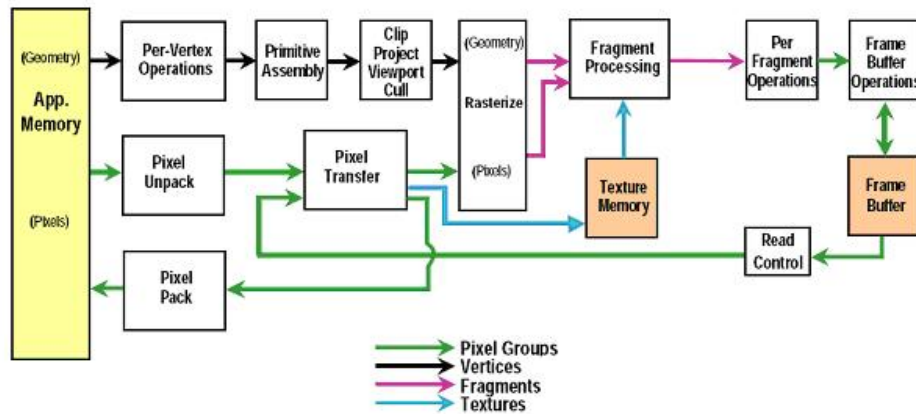 (Geometry)
App.
Memory
(Pixels)
Per-Vertex
Operations
Primitive
Assembly
Clip
Project
Viewport
Cull
(Geometry)
Rasterize
(Pixels)
Fragment
Processing
Per
Fragment
Operations
Frame
Buffer
Operations
Pixel
Unpack
Pixel
Transfer
Texture
Memory
Frame
Buffer
Read
Control
Pixel
Pack
Pixel Groups
Vertices
Fragments
Textures